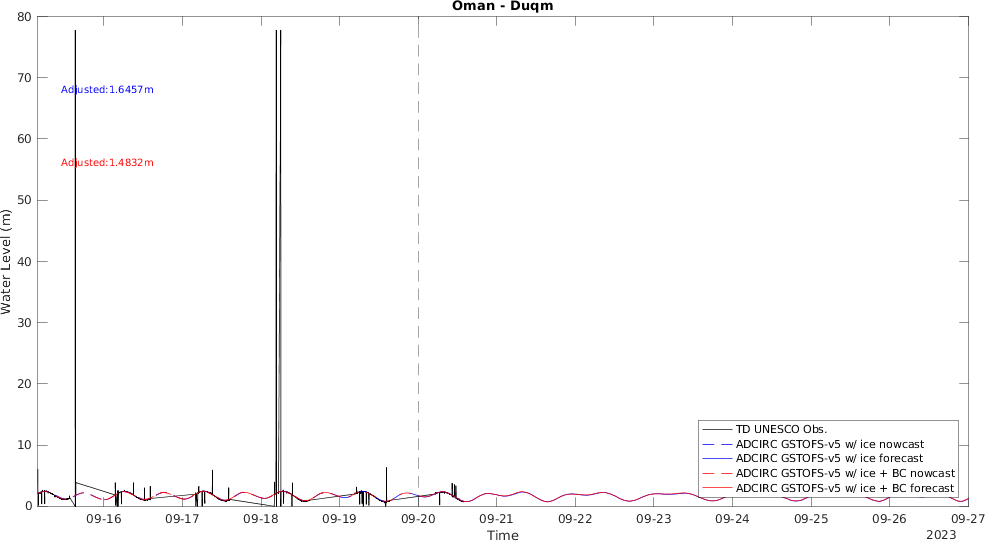 Oman - Duqm
80
70
60
50
40
30
20
10
0
Water Level (m)
Adjusted:1.6457m
Adjusted:1.4832m
TD UNESCO Obs.
ADCIRC GSTOFS-v5 w/ ice nowcast
ADCIRC GSTOFS-v5 w/ ice forecast
ADCIRC GSTOFS-v5 w/ ice + BC nowcast
ADCIRC GSTOFS-v5 w/ ice + BC forecast
09-16 09-17 09-18 09-19 09-20 09-21 09-22 09-23 09-24 09-25 09-26 09-27
Time
2023